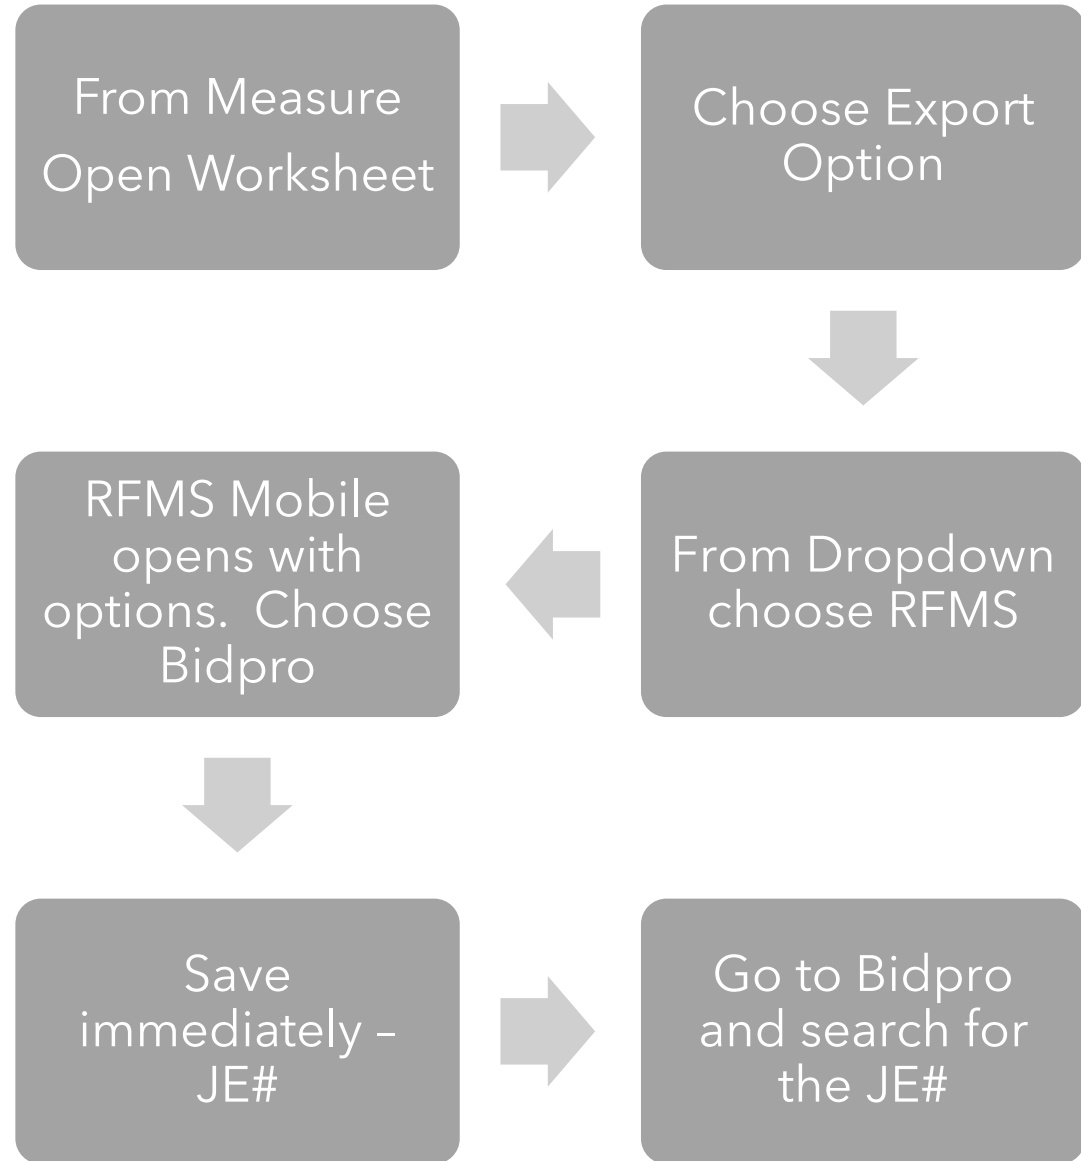 From Measure
Open Worksheet
Choose Export
Option
From Dropdown
choose RFMS
RFMS Mobile
opens with
options.  Choose
Bidpro
Save
immediately –
JE#
Go to Bidpro
and search for
the JE#